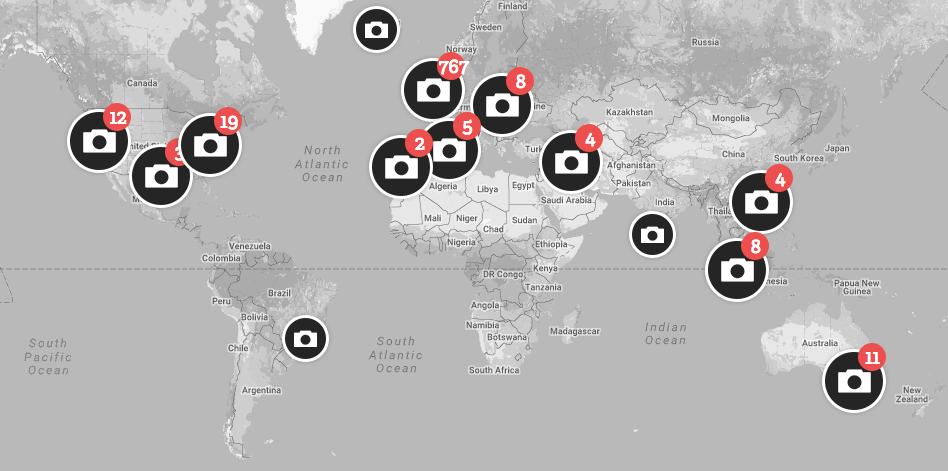 Finland
Sweden
Norway
Russia
Canada
767
8
12
19
Kazakhstan
Mongolia
5
2
4
3
North
Atlantic
Ocean
China
South Korea
Japan
Afghanistan
Pakistan
Algeria
Libya
Egypt
Saudi Arabia
India
4
Mali
Niger
Chad
Sudan
Nigeria
Ethiopia
8
Venezuela
Colombia
DR Congo
Kenya
Tanzania
Papua New
Guinea
Peru
Brazil
Angola
Bolivia
Namibia
Botswana
Madagascar
Indian
Ocean
South
Pacific
Ocean
Chile
South
Atlantic
Ocean
Australia
11
South Africa
Argentina
New
Zealand